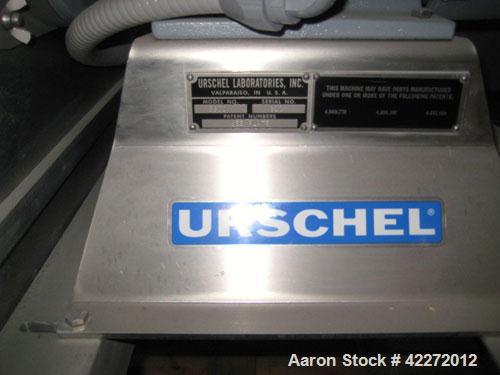 URSCHEL LABORATORIES, INC.
VALPARAISO, IN U.S.A.
MODEL NO. SERIAL NO.
PATENT NUMBERS
THIS MACHINE MAY HAVE PARTS MANUFACTURED
UNDER ONE OR MORE OF THE FOLLOWING PATENTS:
URSCHEL®
Aaron Stock # 42272012